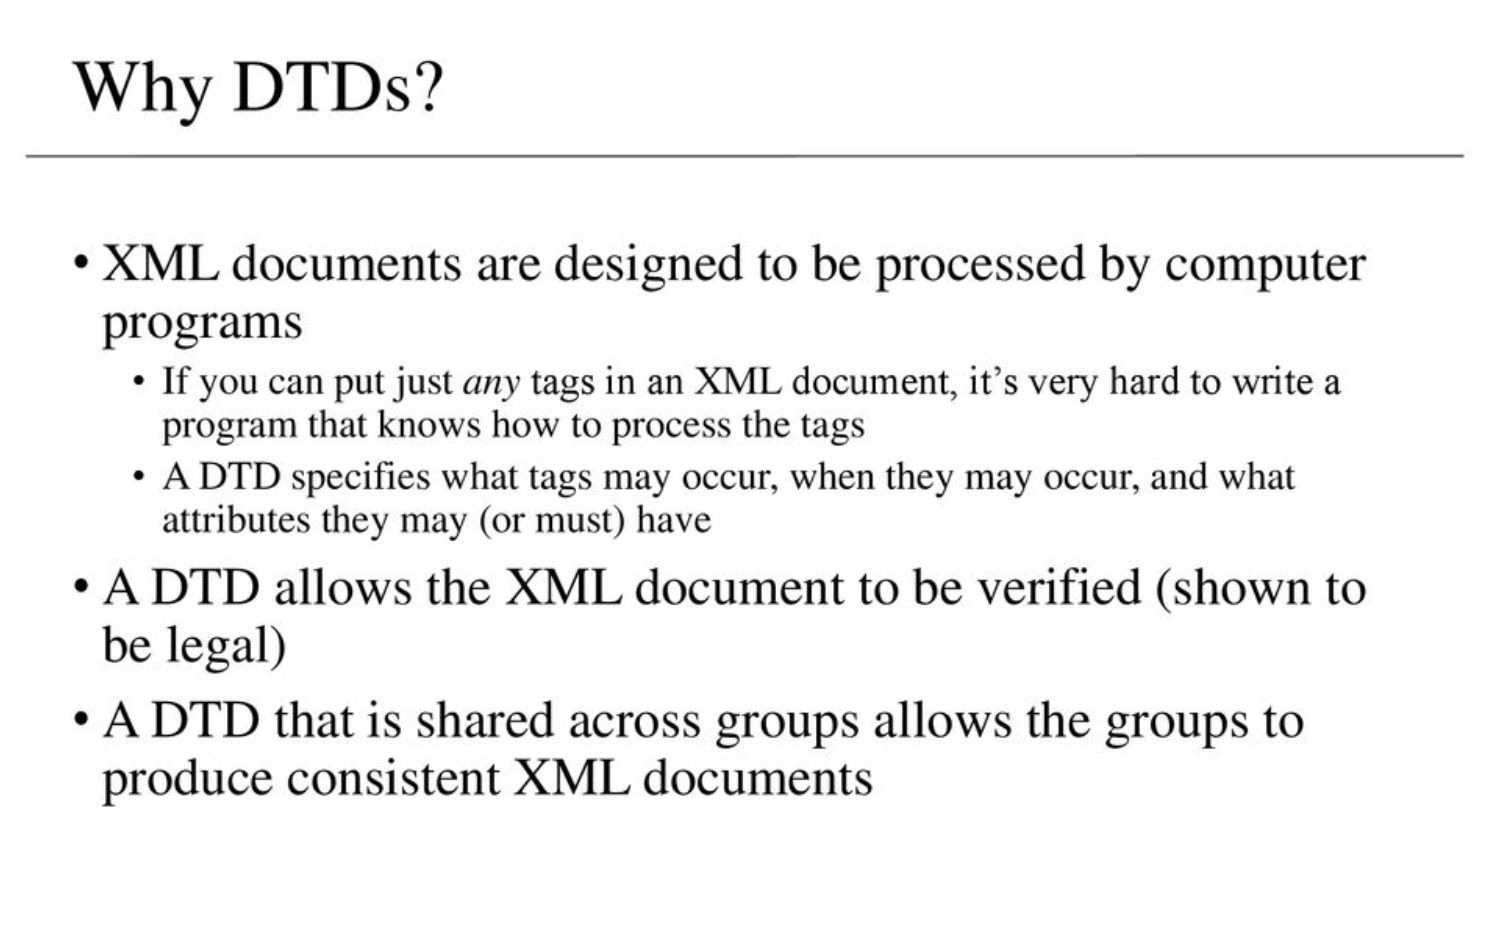 Why DTDs?
• XML documents are designed to be processed by computer
programs
• If you can put just any tags in an XML document, it’s very hard to write a
program that knows how to process the tags
• A DTD specifies what tags may occur, when they may occur, and what
attributes they may (or must) have
• A DTD allows the XML document to be verified (shown to
be legal)
• A DTD that is shared across groups allows the groups to
produce consistent XML documents